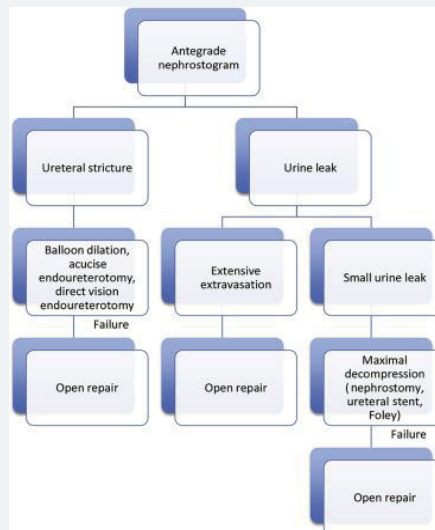 Antegrade
nephrostogram
Ureteral stricture
Urine leak
Balloon dilation,
acucise
endoureterotomy,
direct vision
endoureterotomy
Extensive
extravasation
Small urine leak
Failure
Open repair
Open repair
Maximal
decompression
(nephrostomy,
ureteral stent,
Foley)
Failure
Open repair